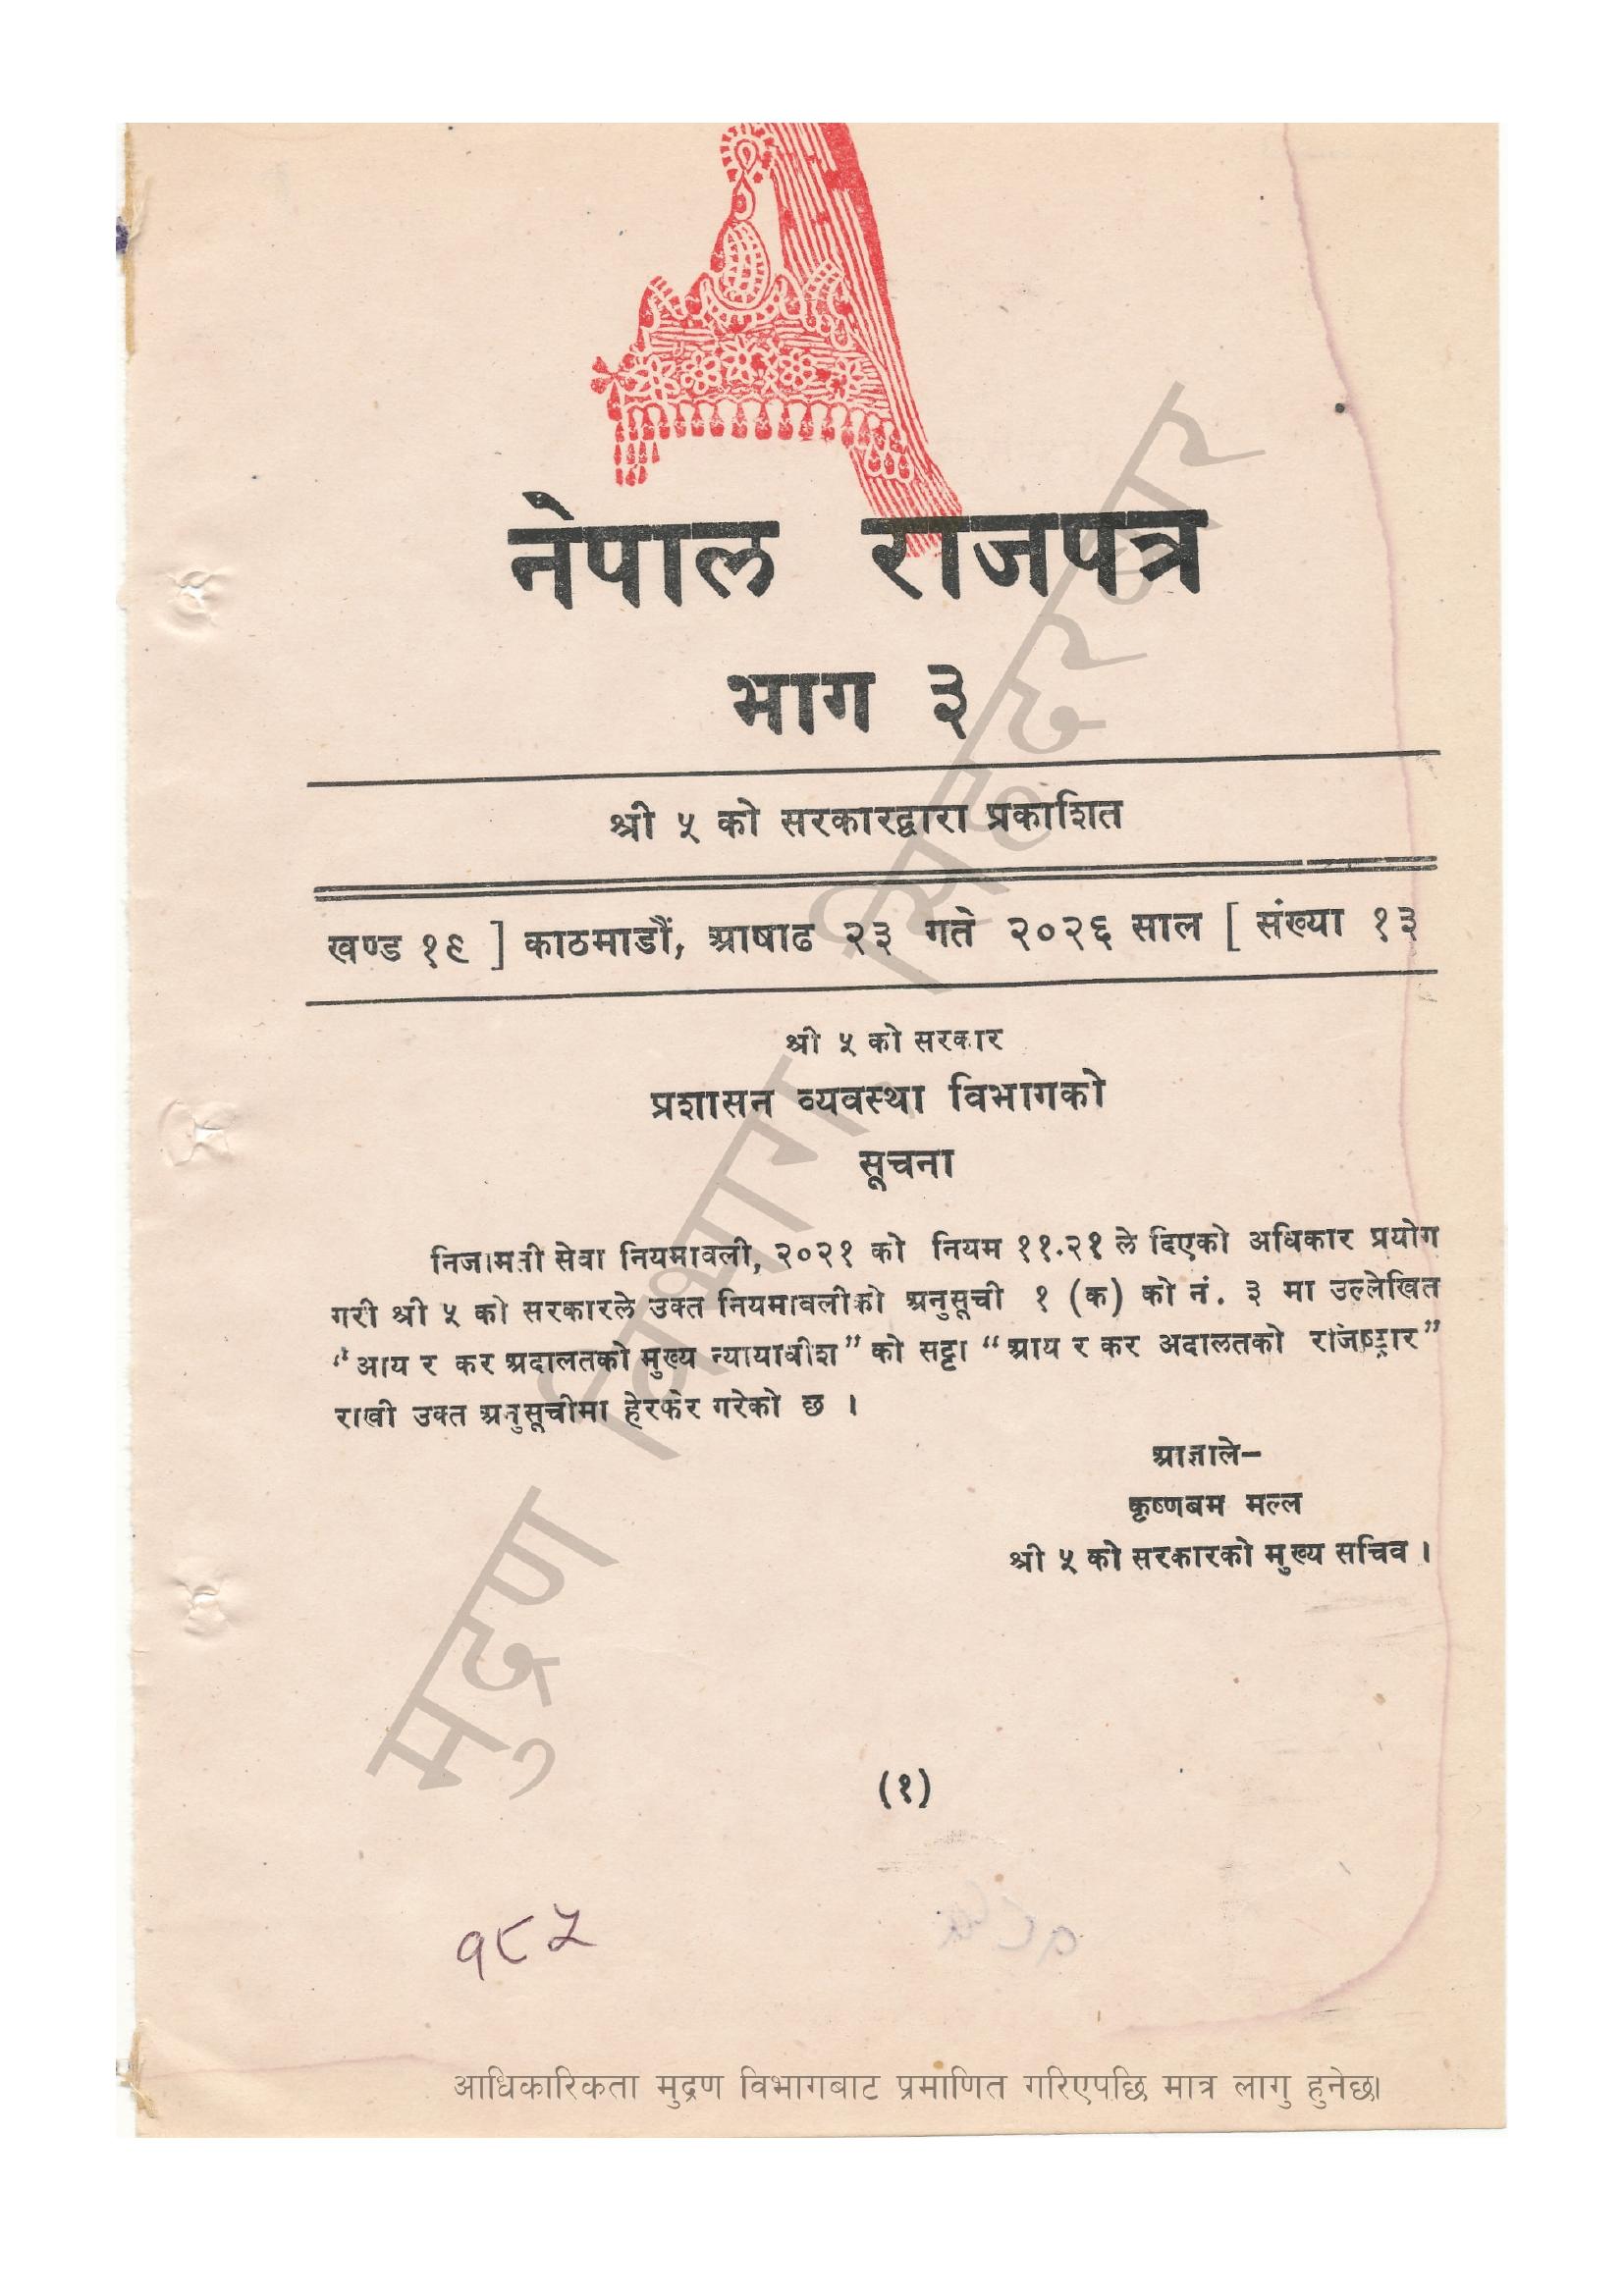 नेपाल राजपत्र
भाग ३
श्री ५ को सरकारद्वारा प्रकाशित
खण्ड १९ ] काठमाडौं, आषाढ २३ गते २०२६ साल [ संख्या १३
श्री ५ को सरकार
प्रशासन व्यवस्था विभागको
सूचना
निजामती सेवा नियमावली, २०२१ को नियम ११.२१ ले दिएको अधिकार प्रयोग
गरी श्री ५ को सरकारले उक्त नियमावलीको अनुसूची १ (क) को नं. ३ मा उल्लेखित
"आय र कर अदालतको मुख्य न्यायाधीश" को सट्टा "आय र कर अदालतको रजिष्ट्रार"
राखी उक्त अनुसूचीमा हेरफेर गरेको छ ।
आज्ञाले–
कृष्णबम मल्ल
श्री ५ को सरकारको मुख्य सचिव ।
(१)
१८५
मुद्रण विभाग, सिंहदरबार
आधिकारिकता मुद्रण विभागबाट प्रमाणित गरिएपछि मात्र लागु हुनेछ।